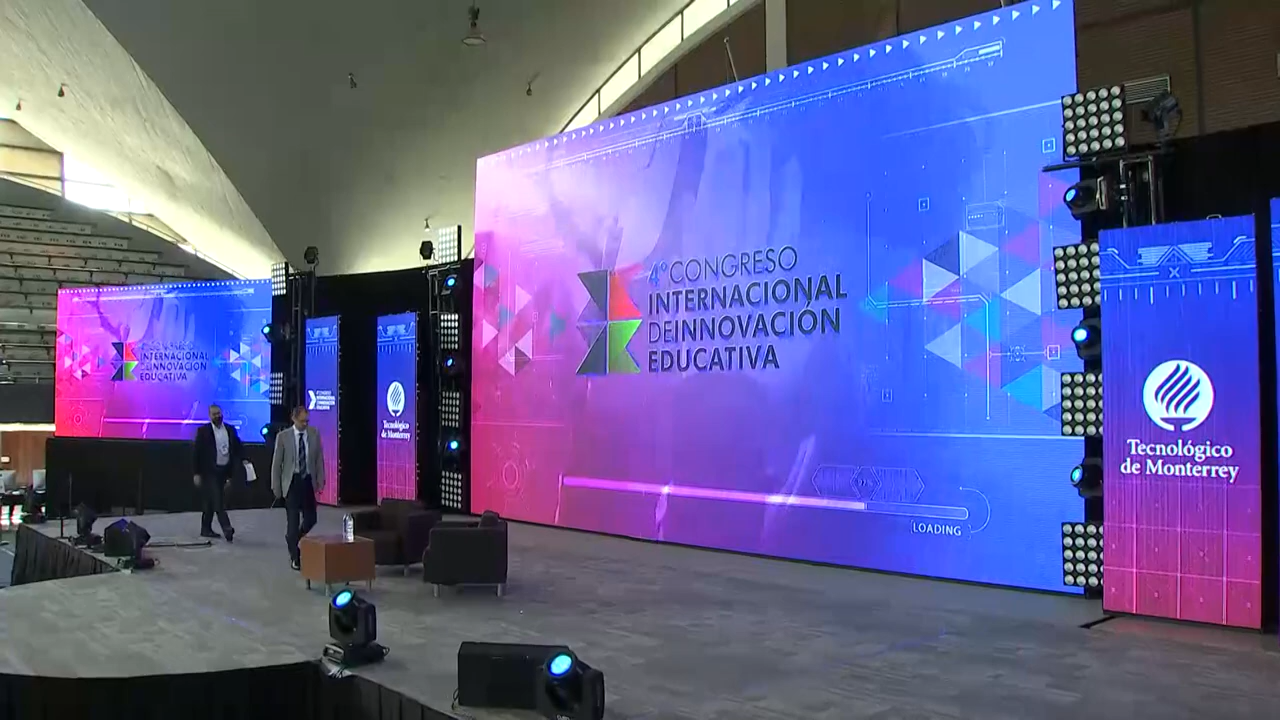 4° CONGRESO
INTERNACIONAL
DEINNOVACIÓN
EDUCATIVA
LOADING
Tecnológico
de Monterrey
INTERNACIONAL
DEINNOVACIÓN
EDUCATIVA
Tecnológico
de Monterrey